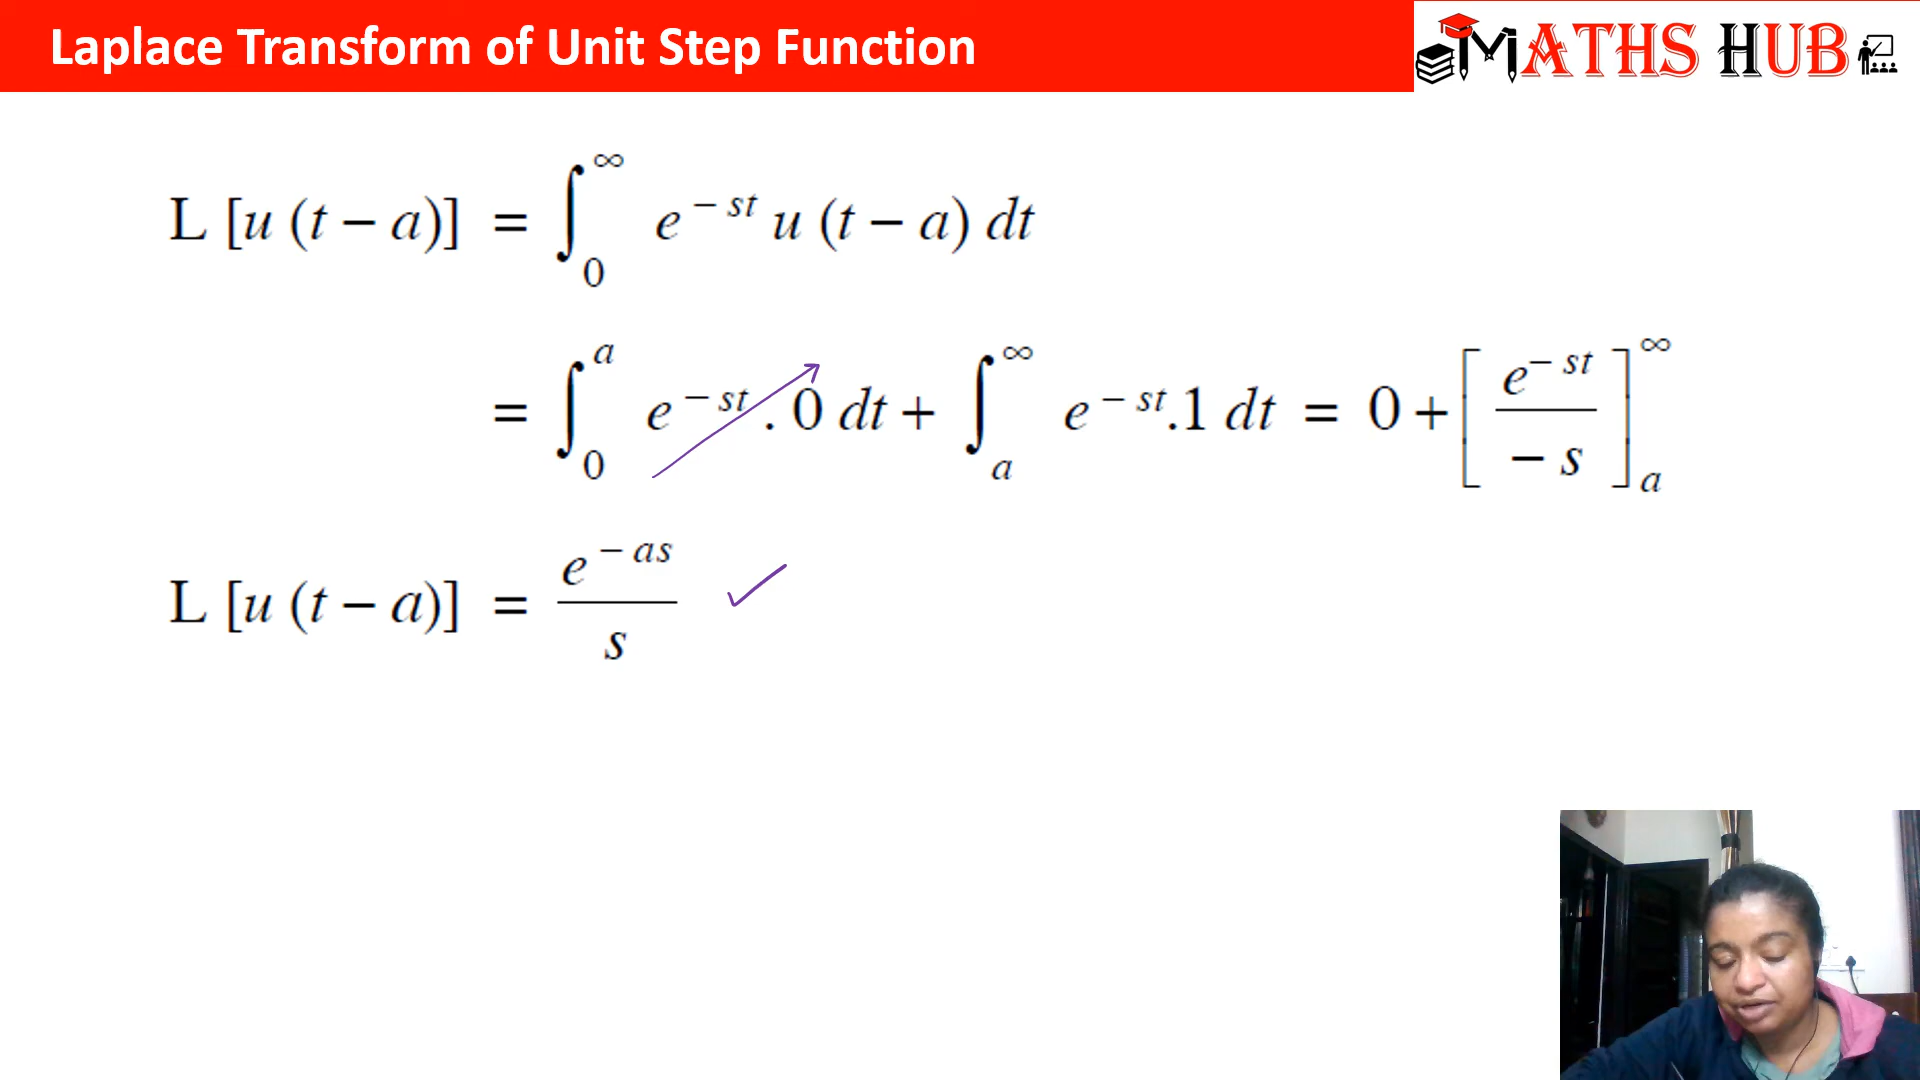 Laplace Transform of Unit Step Function
MATHS HUB
L [u (t − a)] = ∫₀^∞ e^{− st} u (t − a) dt
= ∫₀^a e^{− st} . 0 dt + ∫ₐ^∞ e^{− st}.1 dt = 0 + [e^{− st} / − s]ₐ^∞
L [u (t − a)] = e^{− as} / s